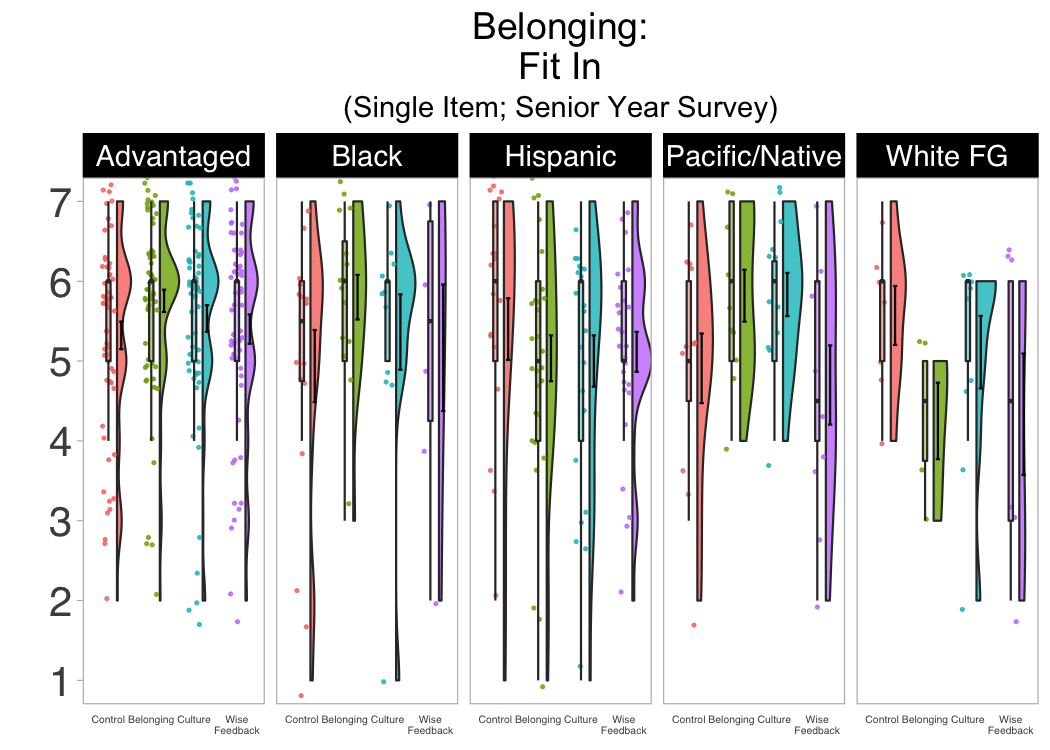 Belonging:
Fit In
(Single Item; Senior Year Survey)
Advantaged Black Hispanic Pacific/Native White FG
7
6
5
4
3
2
1
Control Belonging Culture Wise Feedback
Control Belonging Culture Wise Feedback
Control Belonging Culture Wise Feedback
Control Belonging Culture Wise Feedback
Control Belonging Culture Wise Feedback